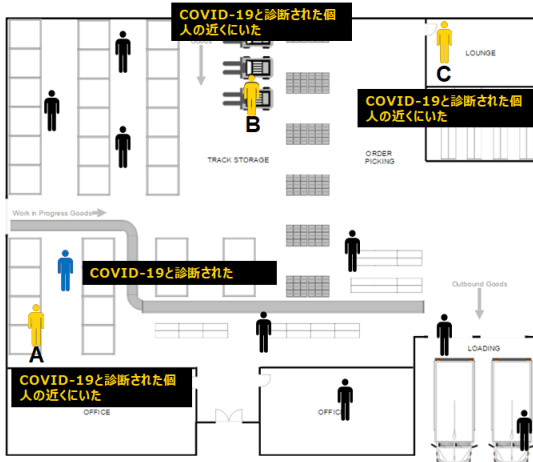 COVID-19と診断された個
人の近くにいた
C
LOUNGE
COVID-19と診断された個
人の近くにいた
B
TRACK STORAGE
ORDER
PICKING
Work in Progress Goods
COVID-19と診断された
Outbound Goods
A
LOADING
COVID-19と診断された個
人の近くにいた
OFFICE
OFFICE